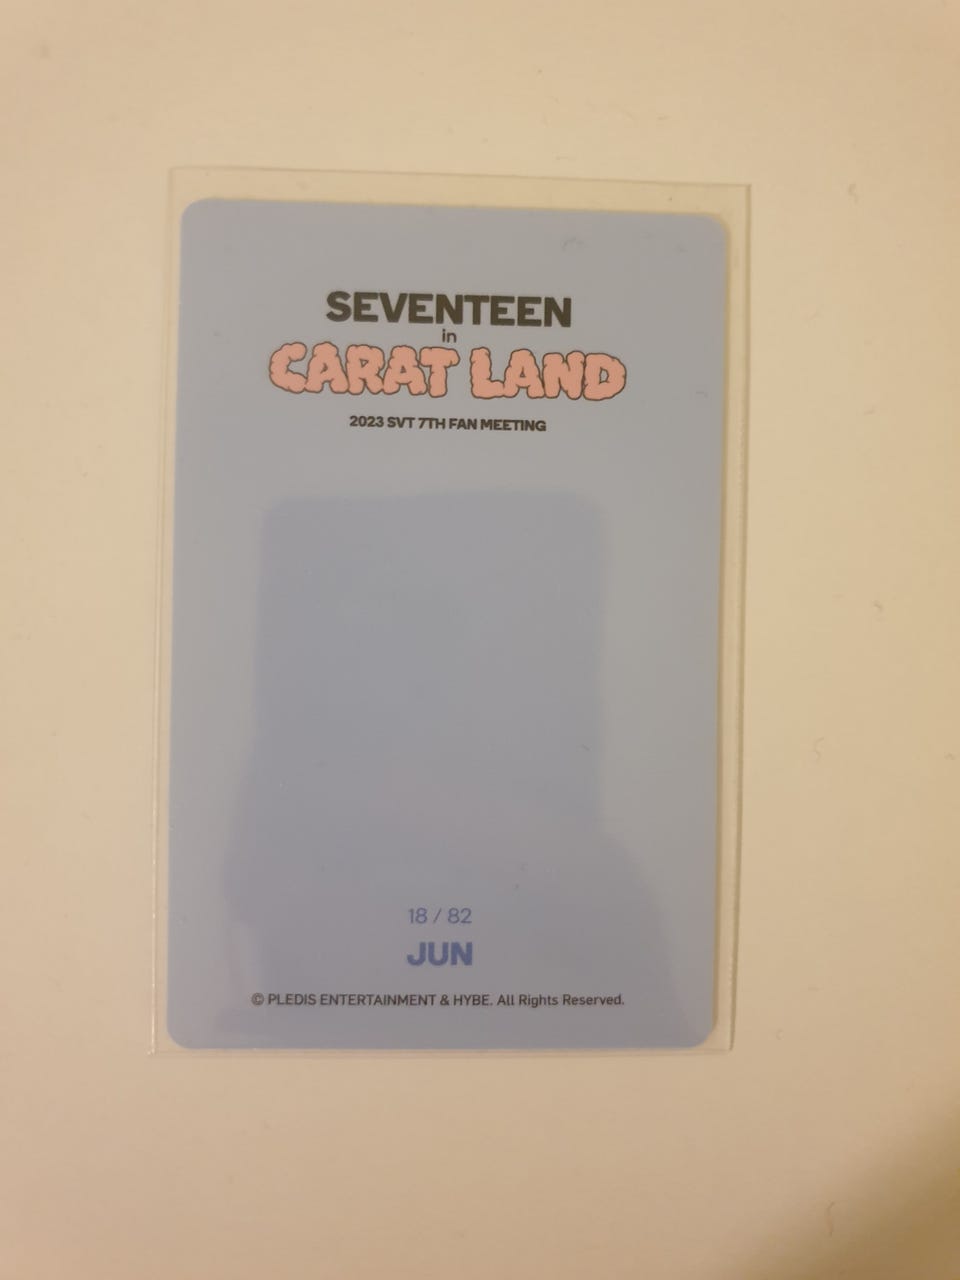 SEVENTEEN
in
CARAT LAND
2023 SVT 7TH FAN MEETING
18 / 82
JUN
© PLEDIS ENTERTAINMENT & HYBE. All Rights Reserved.